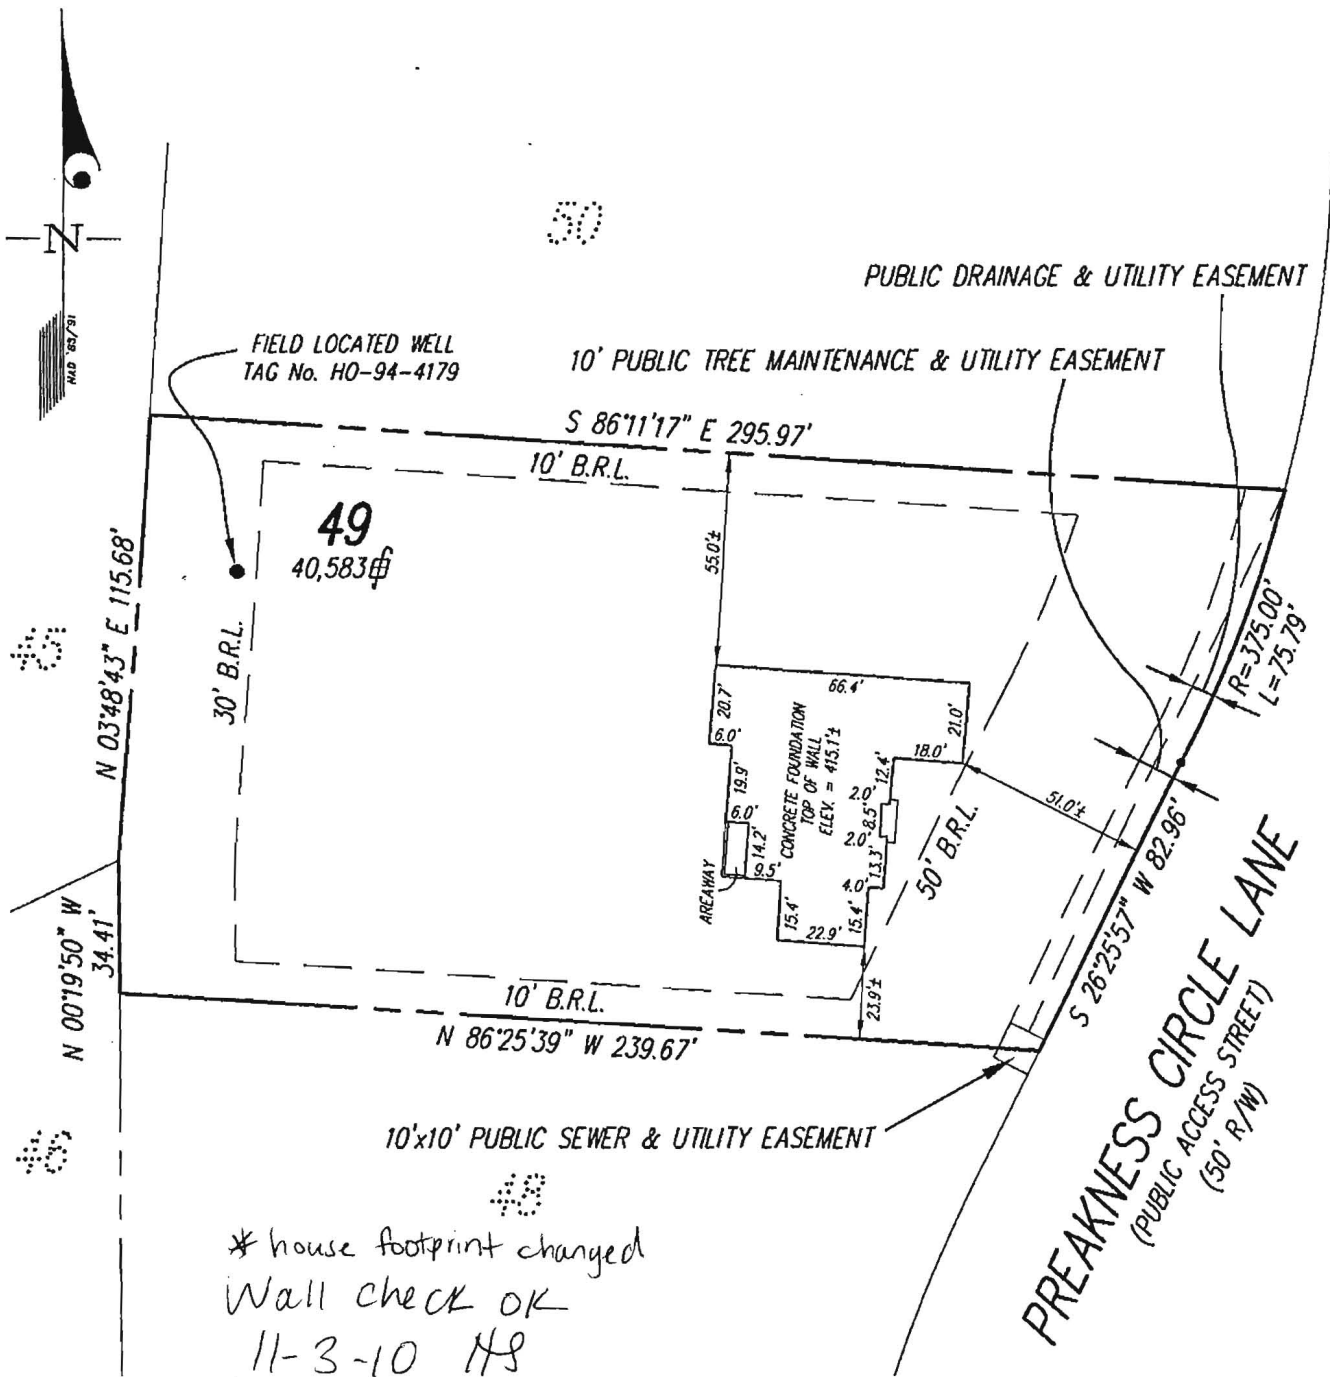 N
NAD '83/'91
50
PUBLIC DRAINAGE & UTILITY EASEMENT
FIELD LOCATED WELL
TAG No. HO-94-4179
10' PUBLIC TREE MAINTENANCE & UTILITY EASEMENT
S 86°11'17" E 295.97'
10' B.R.L.
49
40,583
55.0'±
N 03°48'43" E 115.68'
45
30' B.R.L.
R=375.00'
L=75.79'
66.4'
20.7'
21.0'
6.0'
18.0'
19.9'
12.4'
CONCRETE FOUNDATION
TOP OF WALL
ELEV. = 415.1'±
2.0'
8.5'
2.0'
6.0'
14.2'
9.5'
13.3'
4.0'
AREAWAY
15.4'
15.4'
22.9'
51.0'±
50' B.R.L.
23.9'±
S 26°25'57" W 82.96'
N 00°19'50" W
34.41'
10' B.R.L.
N 86°25'39" W 239.67'
PREAKNESS CIRCLE LANE
(PUBLIC ACCESS STREET)
(50' R/W)
10'x10' PUBLIC SEWER & UTILITY EASEMENT
46
48
* house footprint changed
Wall check OK
11-3-10